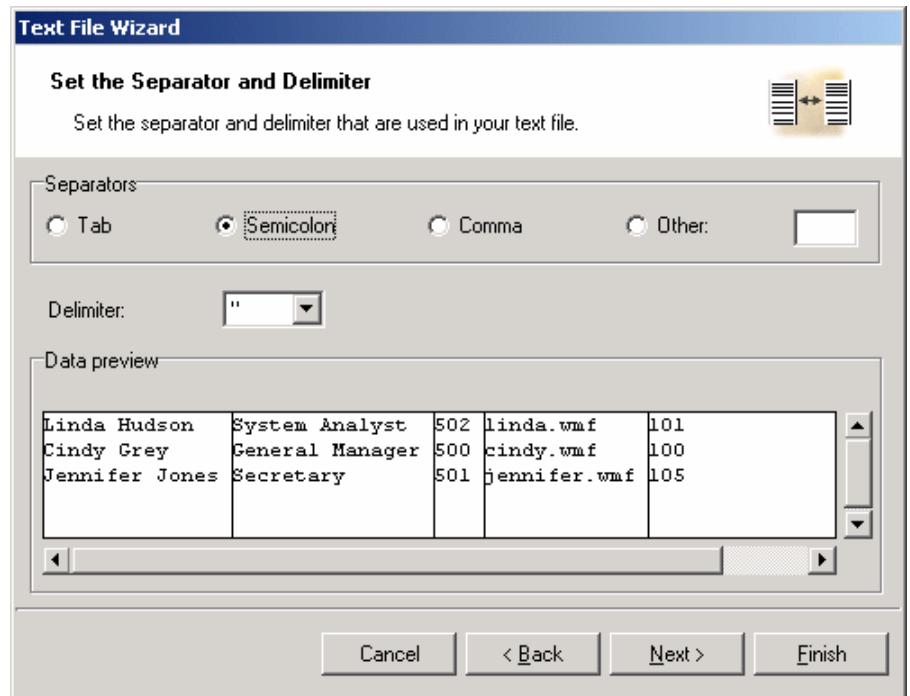 Text File Wizard
Set the Separator and Delimiter
Set the separator and delimiter that are used in your text file.
Separators
Tab Semicolon Comma Other:
Delimiter: "
Data preview
Linda Hudson System Analyst 502 linda.wmf 101
Cindy Grey General Manager 500 cindy.wmf 100
Jennifer Jones Secretary 501 jennifer.wmf 105
Cancel < Back Next > Finish